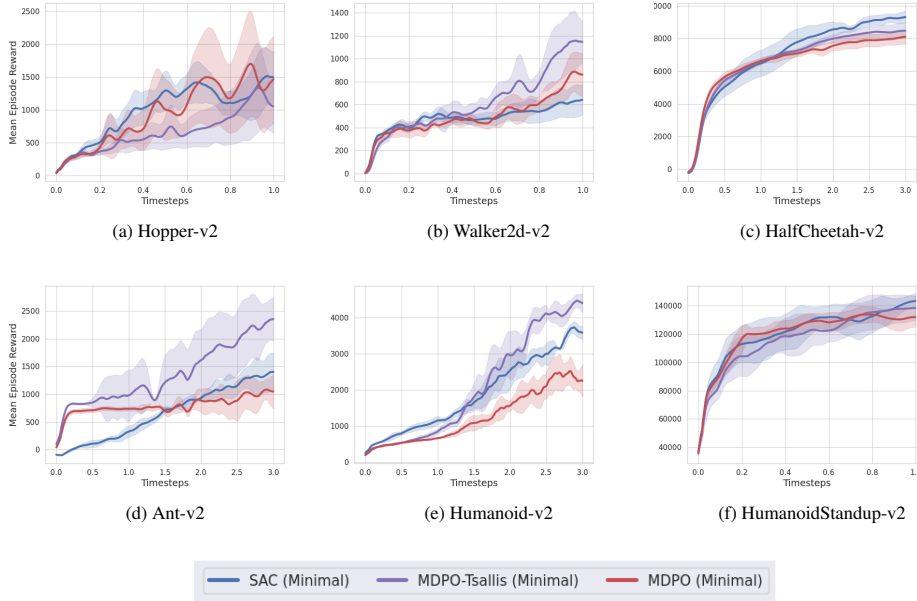 2500
2000
1500
1000
500
0
0.0 0.2 0.4 0.6 0.8 1.0
Mean Episode Reward
Timesteps
(a) Hopper-v2
1400
1200
1000
800
600
400
200
0
0.0 0.2 0.4 0.6 0.8 1.0
Timesteps
(b) Walker2d-v2
8000
6000
4000
2000
0
0.0 0.5 1.0 1.5 2.0 2.5 3.0
Timesteps
(c) HalfCheetah-v2
2500
2000
1500
1000
500
0
0.0 0.5 1.0 1.5 2.0 2.5 3.0
Mean Episode Reward
Timesteps
(d) Ant-v2
4000
3000
2000
1000
0
0.0 0.5 1.0 1.5 2.0 2.5 3.0
Timesteps
(e) Humanoid-v2
140000
120000
100000
80000
60000
40000
0.0 0.2 0.4 0.6 0.8
Timesteps
(f) HumanoidStandup-v2
SAC (Minimal) MDPO-Tsallis (Minimal) MDPO (Minimal)